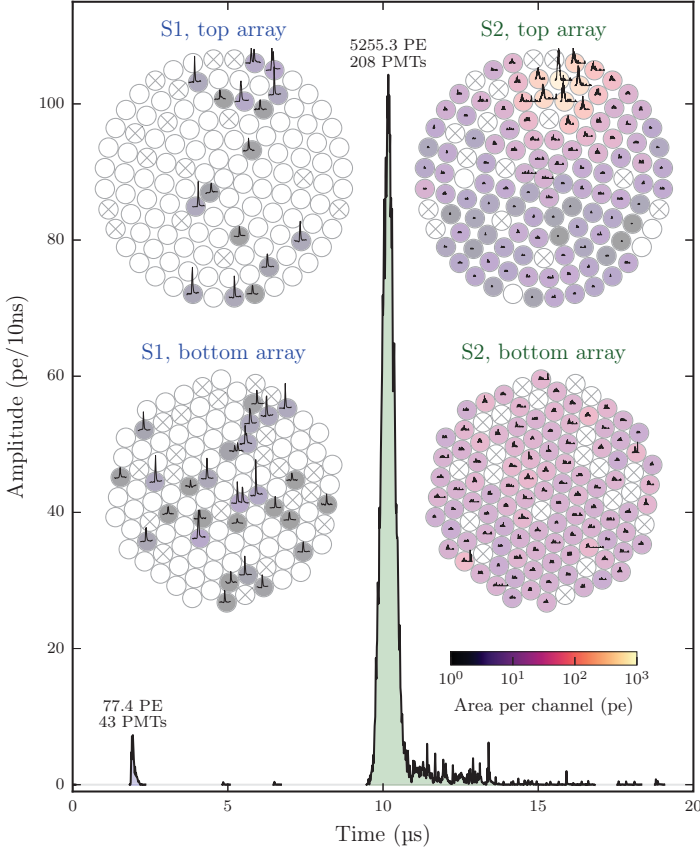 S1, top array
S2, top array
5255.3 PE
208 PMTs
100
80
S1, bottom array
S2, bottom array
60
40
20
0
Amplitude (pe/10ns)
77.4 PE
43 PMTs
10⁰ 10¹ 10² 10³
Area per channel (pe)
0 5 10 15 20
Time (µs)